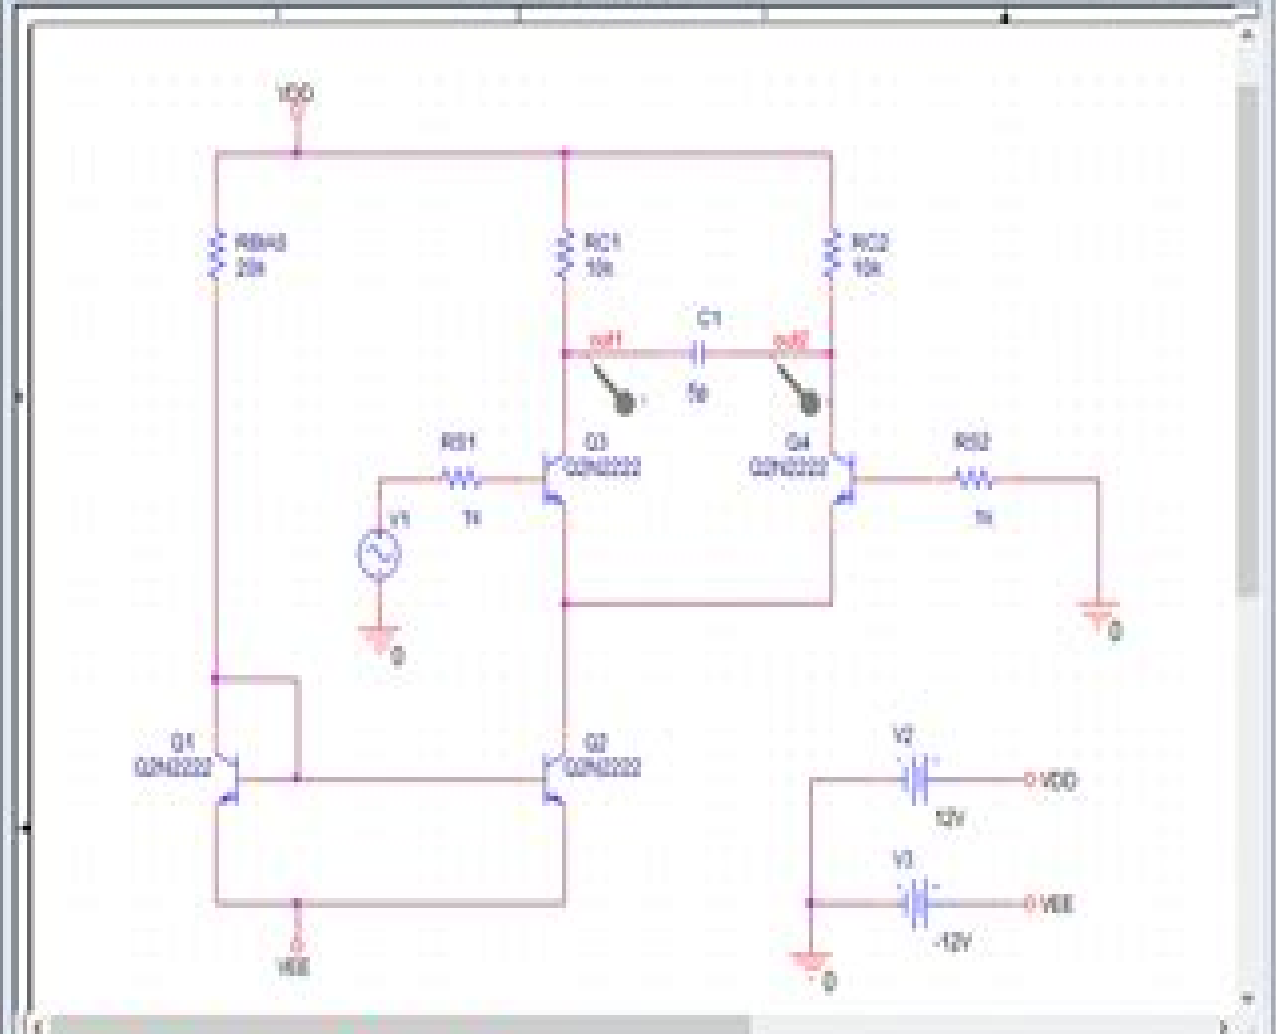 VDD
RBIAS
20k
RC1
10k
RC2
10k
C1
out1
out2
5p
RS1
Q3
Q2N2222
Q4
Q2N2222
RS2
V1
1k
1k
0
0
Q1
Q2N2222
Q2
Q2N2222
V2
VDD
12V
V3
VEE
-12V
VEE
0